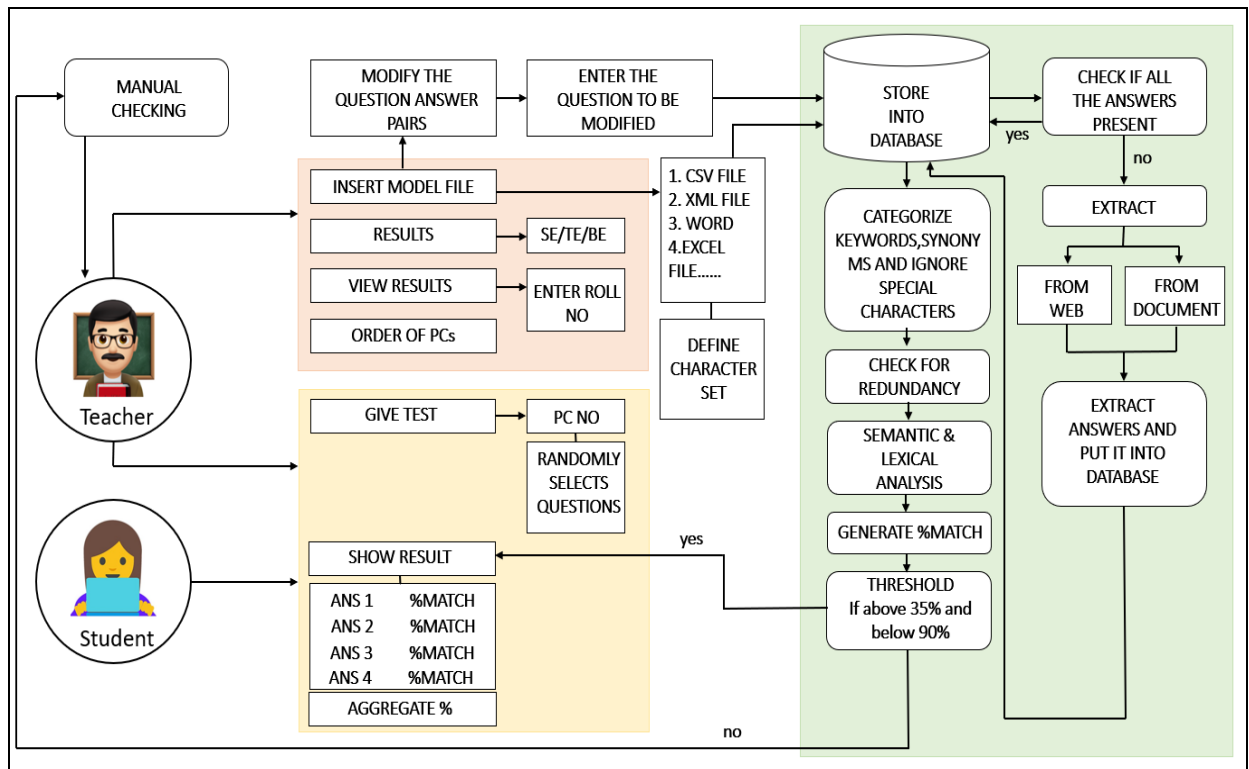 MANUAL
CHECKING
MODIFY THE
QUESTION ANSWER
PAIRS
ENTER THE
QUESTION TO BE
MODIFIED
STORE
INTO
DATABASE
CHECK IF ALL
THE ANSWERS
PRESENT
yes
no
INSERT MODEL FILE
RESULTS
SE/TE/BE
VIEW RESULTS
ENTER ROLL
NO
ORDER OF PCs
1. CSV FILE
2. XML FILE
3. WORD
4.EXCEL
FILE......
DEFINE
CHARACTER
SET
CATEGORIZE
KEYWORDS,SYNONY
MS AND IGNORE
SPECIAL
CHARACTERS
EXTRACT
FROM
WEB
FROM
DOCUMENT
CHECK FOR
REDUNDANCY
EXTRACT
ANSWERS AND
PUT IT INTO
DATABASE
SEMANTIC &
LEXICAL
ANALYSIS
GENERATE %MATCH
THRESHOLD
If above 35% and
below 90%
Teacher
GIVE TEST
PC NO
RANDOMLY
SELECTS
QUESTIONS
yes
SHOW RESULT
ANS 1 %MATCH
ANS 2 %MATCH
ANS 3 %MATCH
ANS 4 %MATCH
AGGREGATE %
Student
no